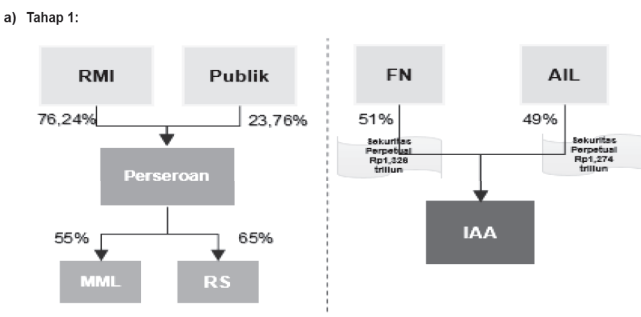 a) Tahap 1:
RMI
Publik
76,24%
23,76%
Perseroan
55%
65%
MML
RS
FN
AIL
51%
49%
Sekuritas
Perpetual
Rp1,326
triliun
Sekuritas
Perpetual
Rp1,274
triliun
IAA